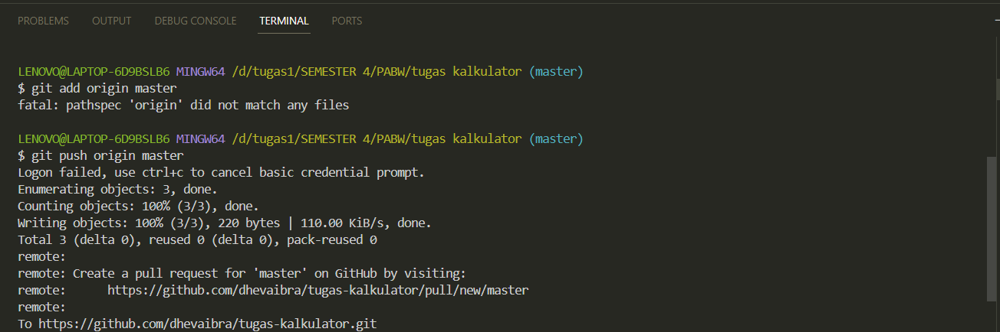 PROBLEMS OUTPUT DEBUG CONSOLE TERMINAL PORTS
LENOVO@LAPTOP-6D9BSLB6 MINGW64 /d/tugas1/SEMESTER 4/PABW/tugas kalkulator (master)
$ git add origin master
fatal: pathspec 'origin' did not match any files
LENOVO@LAPTOP-6D9BSLB6 MINGW64 /d/tugas1/SEMESTER 4/PABW/tugas kalkulator (master)
$ git push origin master
Logon failed, use ctrl+c to cancel basic credential prompt.
Enumerating objects: 3, done.
Counting objects: 100% (3/3), done.
Writing objects: 100% (3/3), 220 bytes | 110.00 KiB/s, done.
Total 3 (delta 0), reused 0 (delta 0), pack-reused 0
remote:
remote: Create a pull request for 'master' on GitHub by visiting:
remote:      https://github.com/dhevaibra/tugas-kalkulator/pull/new/master
remote:
To https://github.com/dhevaibra/tugas-kalkulator.git